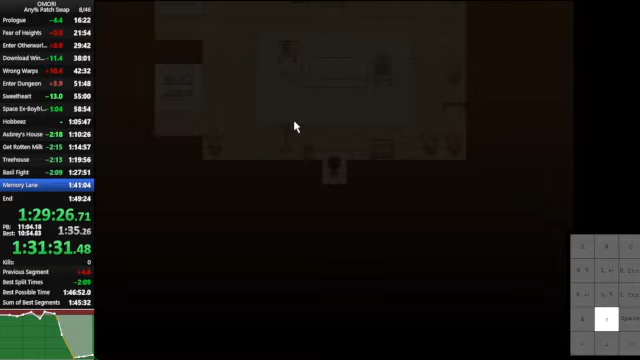 OMORI
Any% Patch Swap 8/46
Prologue -4.4 16:22
Fear of Heights 21:54
Enter Otherworl... 29:42
Download Win... -11.4 38:01
Wrong Warps 42:32
Enter Dungeon +3.9 51:48
Sweetheart -13.0 55:00
Space Ex-Boyfri... -1:04 58:54
Hobbeez - 1:05:47
Aubrey's House -2:18 1:10:26
Get Rotten Milk -2:15 1:14:57
Treehouse -2:13 1:19:56
Basil Fight -2:09 1:27:51
Memory Lane 1:41:04
End 1:49:24
1:29:26.71
PB: 11:04.18
Best: 10:54.83 1:35.26
1:31:31.48
Kills: 0
Previous Segment
Best Split Times -2:09
Best Possible Time 1:46:52.0
Sum of Best Segments 1:45:32
↑ Space